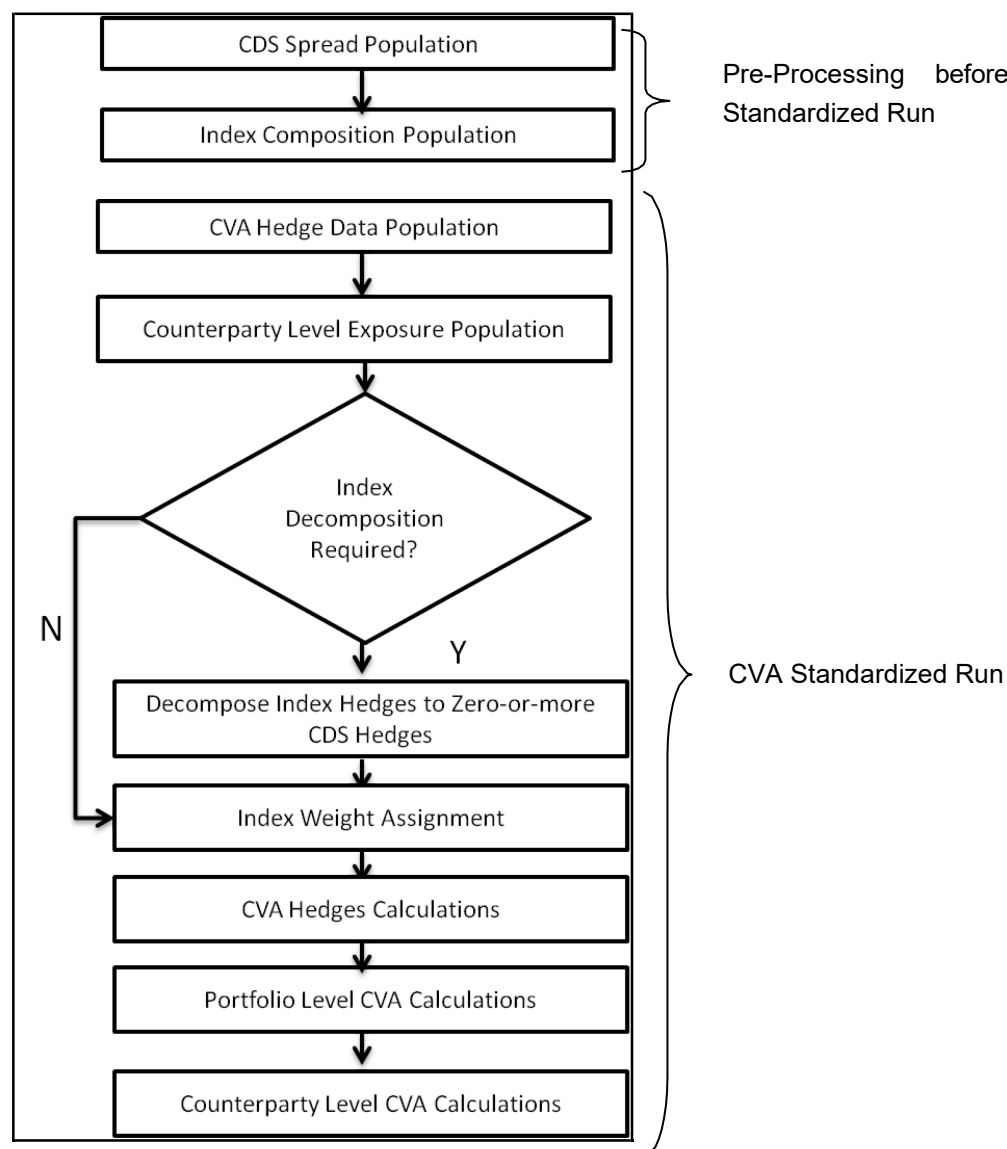 CDS Spread Population
Index Composition Population
Pre-Processing before
Standardized Run
CVA Hedge Data Population
Counterparty Level Exposure Population
Index
Decomposition
Required?
N
Y
Decompose Index Hedges to Zero-or-more
CDS Hedges
CVA Standardized Run
Index Weight Assignment
CVA Hedges Calculations
Portfolio Level CVA Calculations
Counterparty Level CVA Calculations